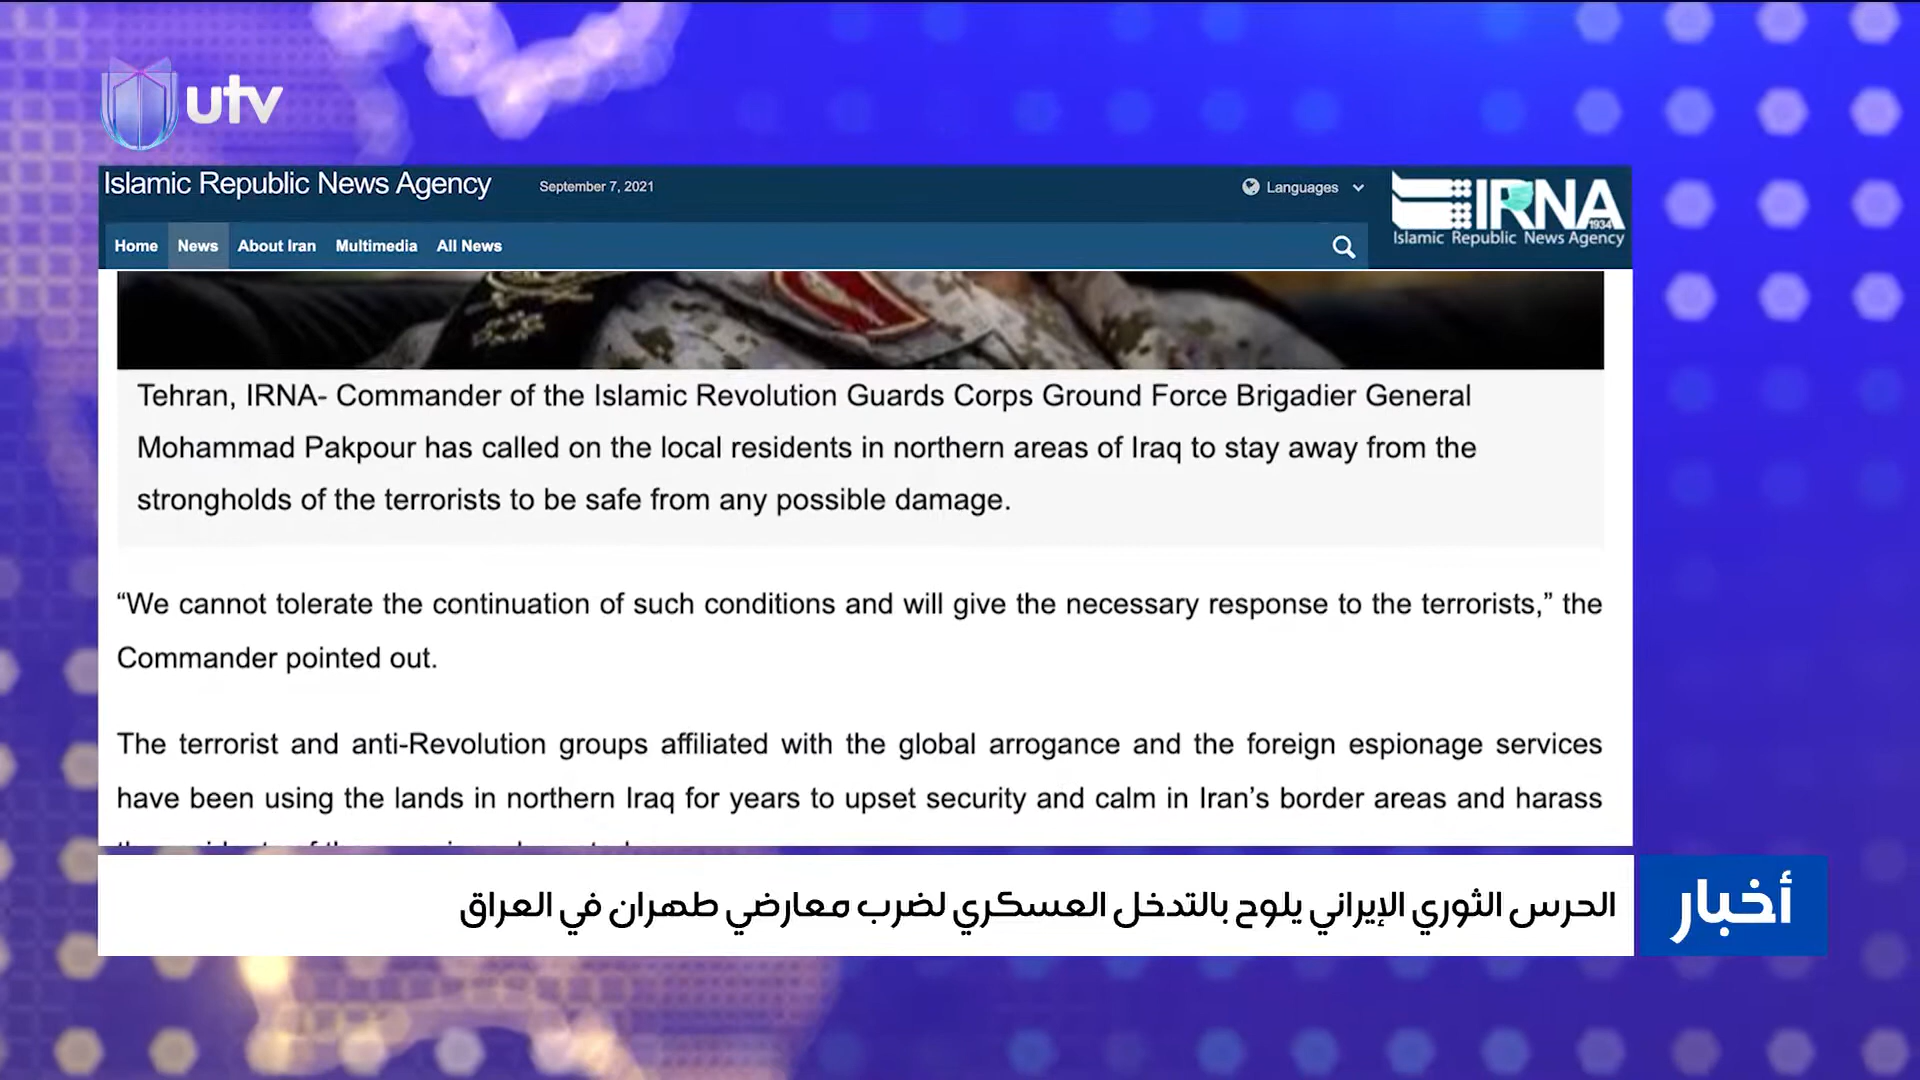 utv
Islamic Republic News Agency
September 7, 2021
Languages
IRNA
1934
Islamic Republic News Agency
Home News About Iran Multimedia All News
Tehran, IRNA- Commander of the Islamic Revolution Guards Corps Ground Force Brigadier General
Mohammad Pakpour has called on the local residents in northern areas of Iraq to stay away from the
strongholds of the terrorists to be safe from any possible damage.
“We cannot tolerate the continuation of such conditions and will give the necessary response to the terrorists,” the
Commander pointed out.
The terrorist and anti-Revolution groups affiliated with the global arrogance and the foreign espionage services
have been using the lands in northern Iraq for years to upset security and calm in Iran’s border areas and harass
أخبار
الحرس الثوري الإيراني يلوح بالتدخل العسكري لضرب معارضي طهران في العراق